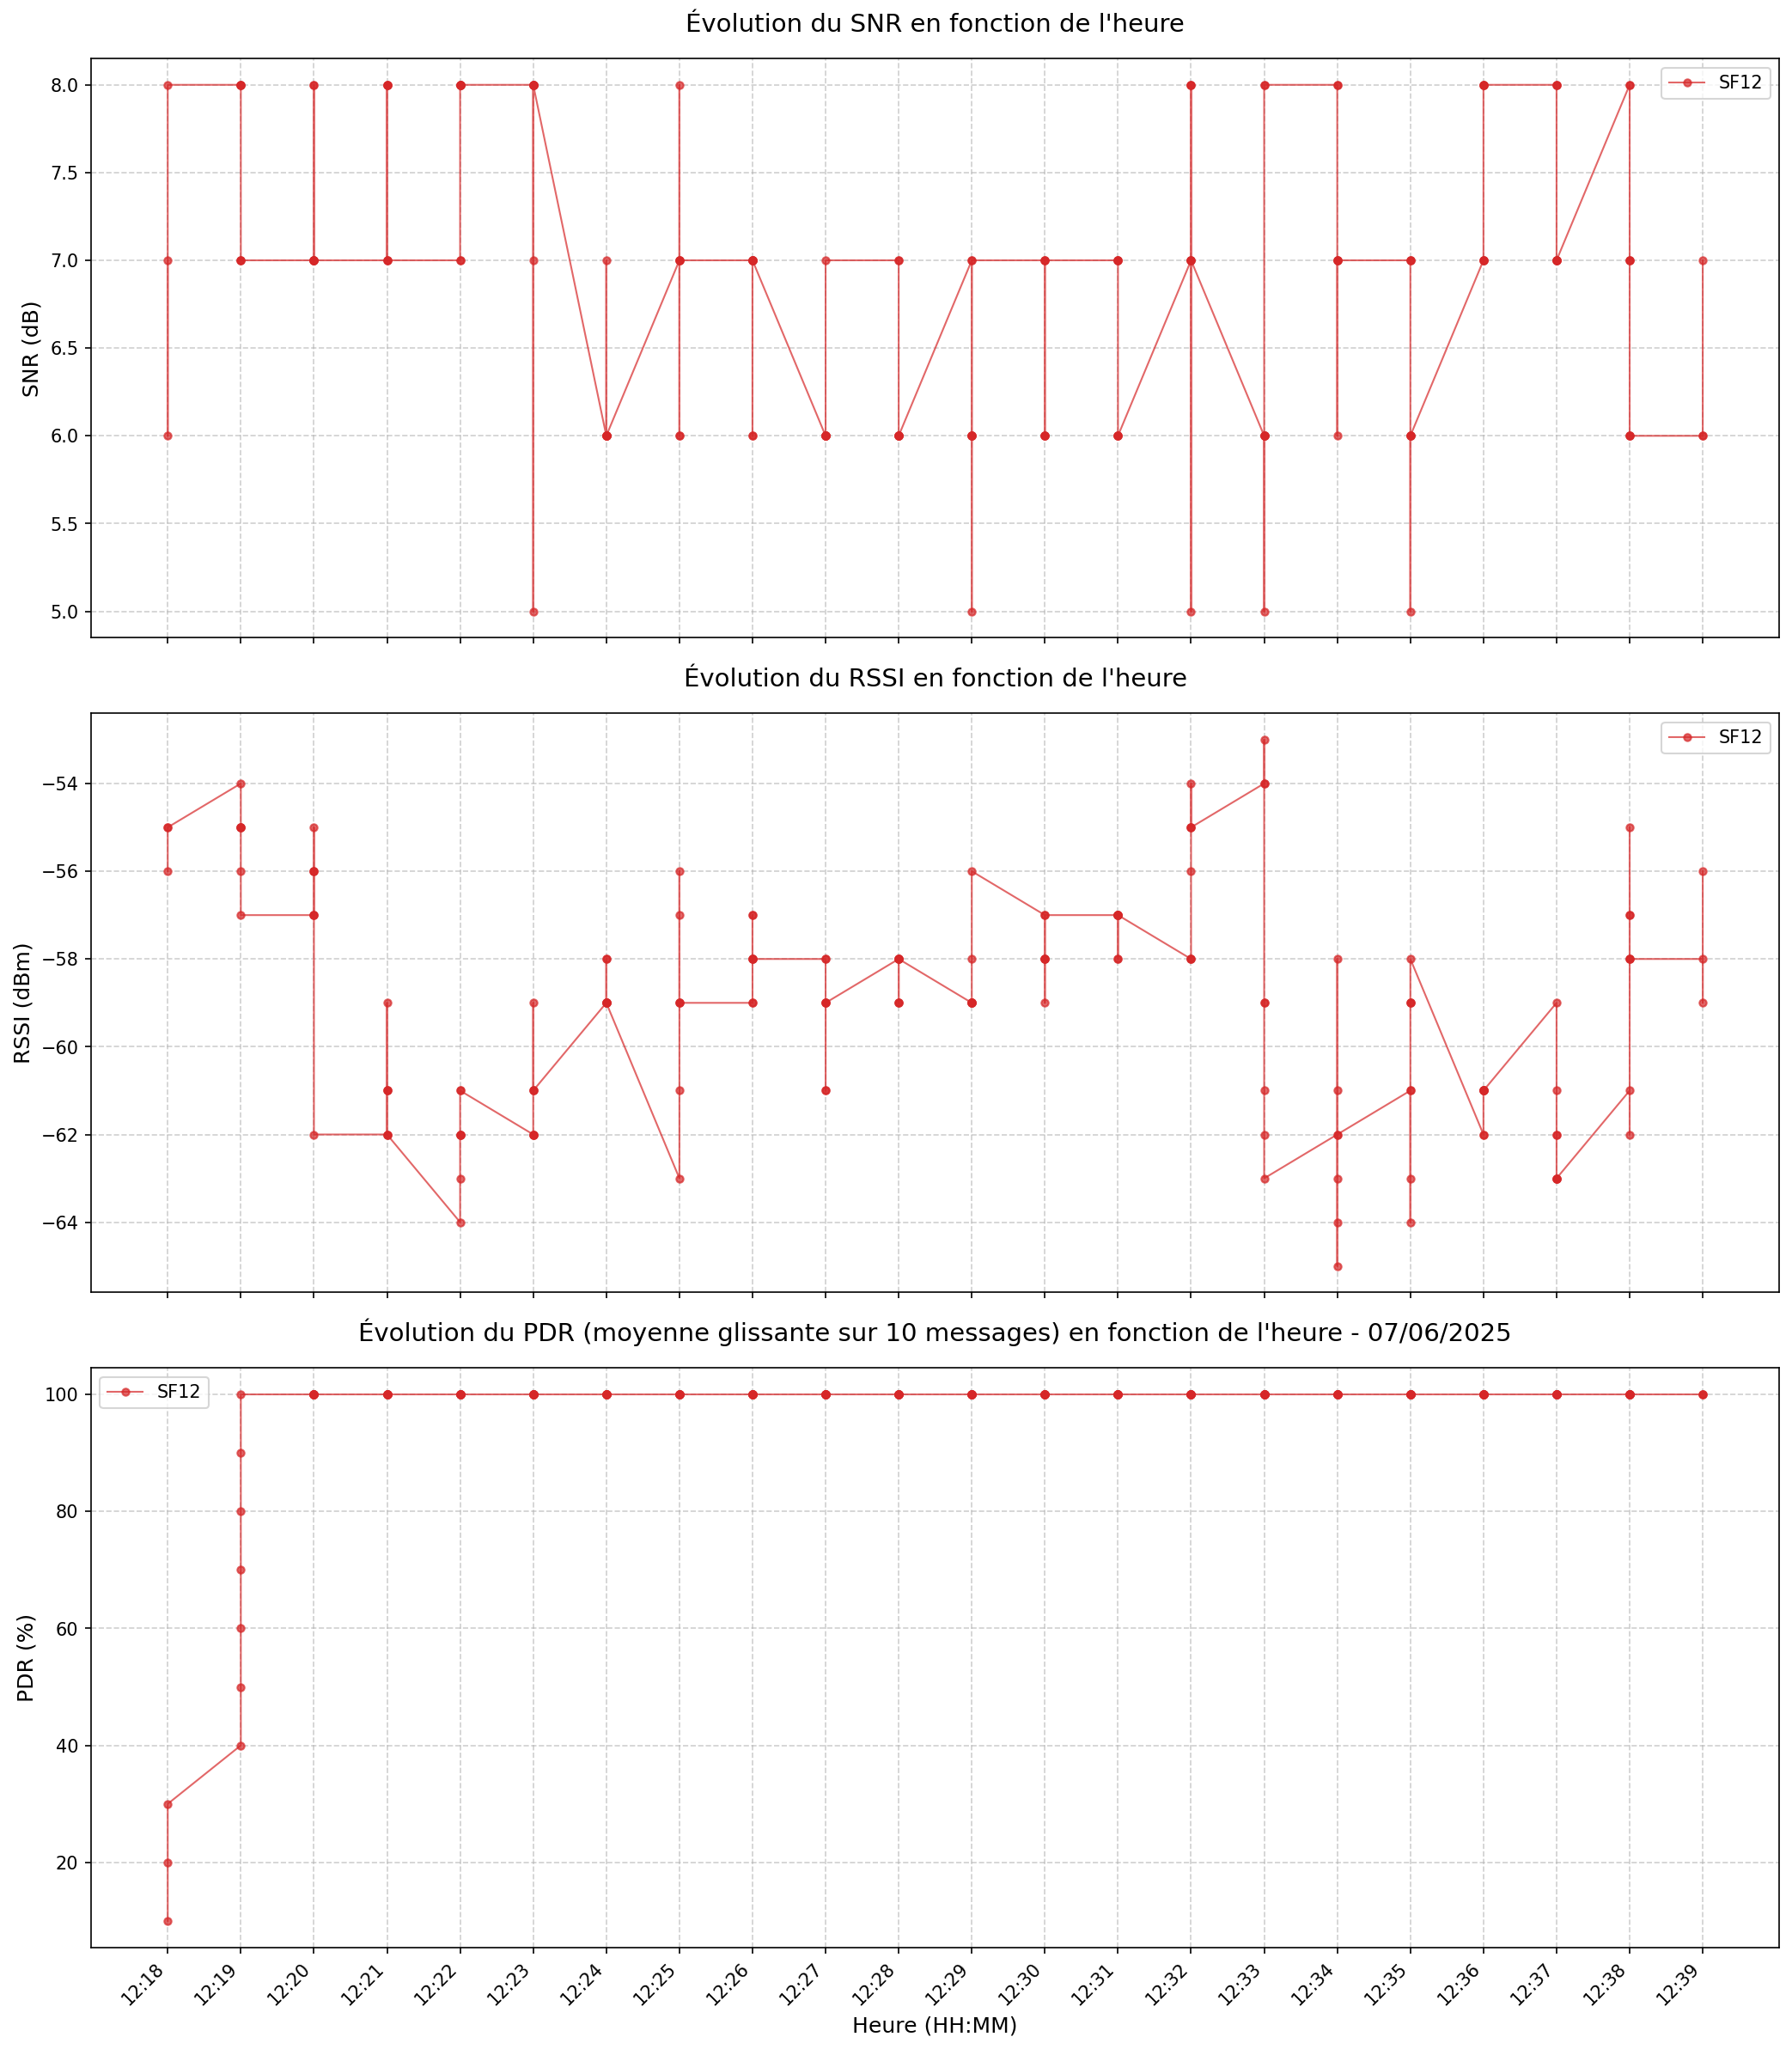 Évolution du SNR en fonction de l'heure
SF12
8.0
7.5
7.0
6.5
6.0
5.5
5.0
SNR (dB)
Évolution du RSSI en fonction de l'heure
SF12
−54
−56
−58
−60
−62
−64
RSSI (dBm)
Évolution du PDR (moyenne glissante sur 10 messages) en fonction de l'heure - 07/06/2025
SF12
100
80
60
40
20
PDR (%)
12:18 12:19 12:20 12:21 12:22 12:23 12:24 12:25 12:26 12:27 12:28 12:29 12:30 12:31 12:32 12:33 12:34 12:35 12:36 12:37 12:38 12:39
Heure (HH:MM)